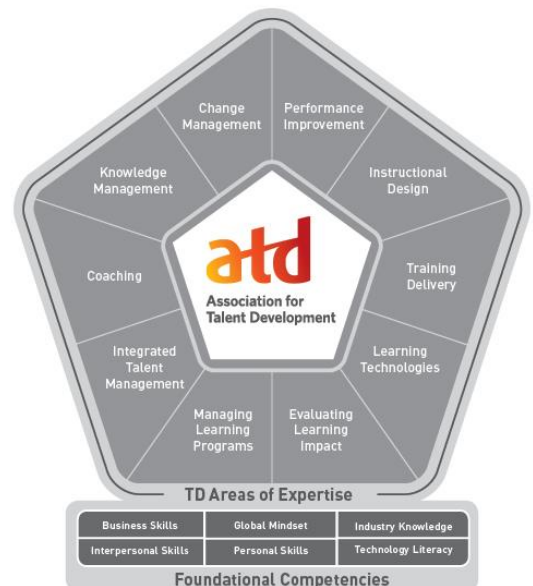 Change
Management
Performance
Improvement
Instructional
Design
Training
Delivery
Learning
Technologies
Evaluating
Learning
Impact
Managing
Learning
Programs
Integrated
Talent
Management
Coaching
Knowledge
Management
atd
Association for
Talent Development
TD Areas of Expertise
Business Skills
Global Mindset
Industry Knowledge
Interpersonal Skills
Personal Skills
Technology Literacy
Foundational Competencies